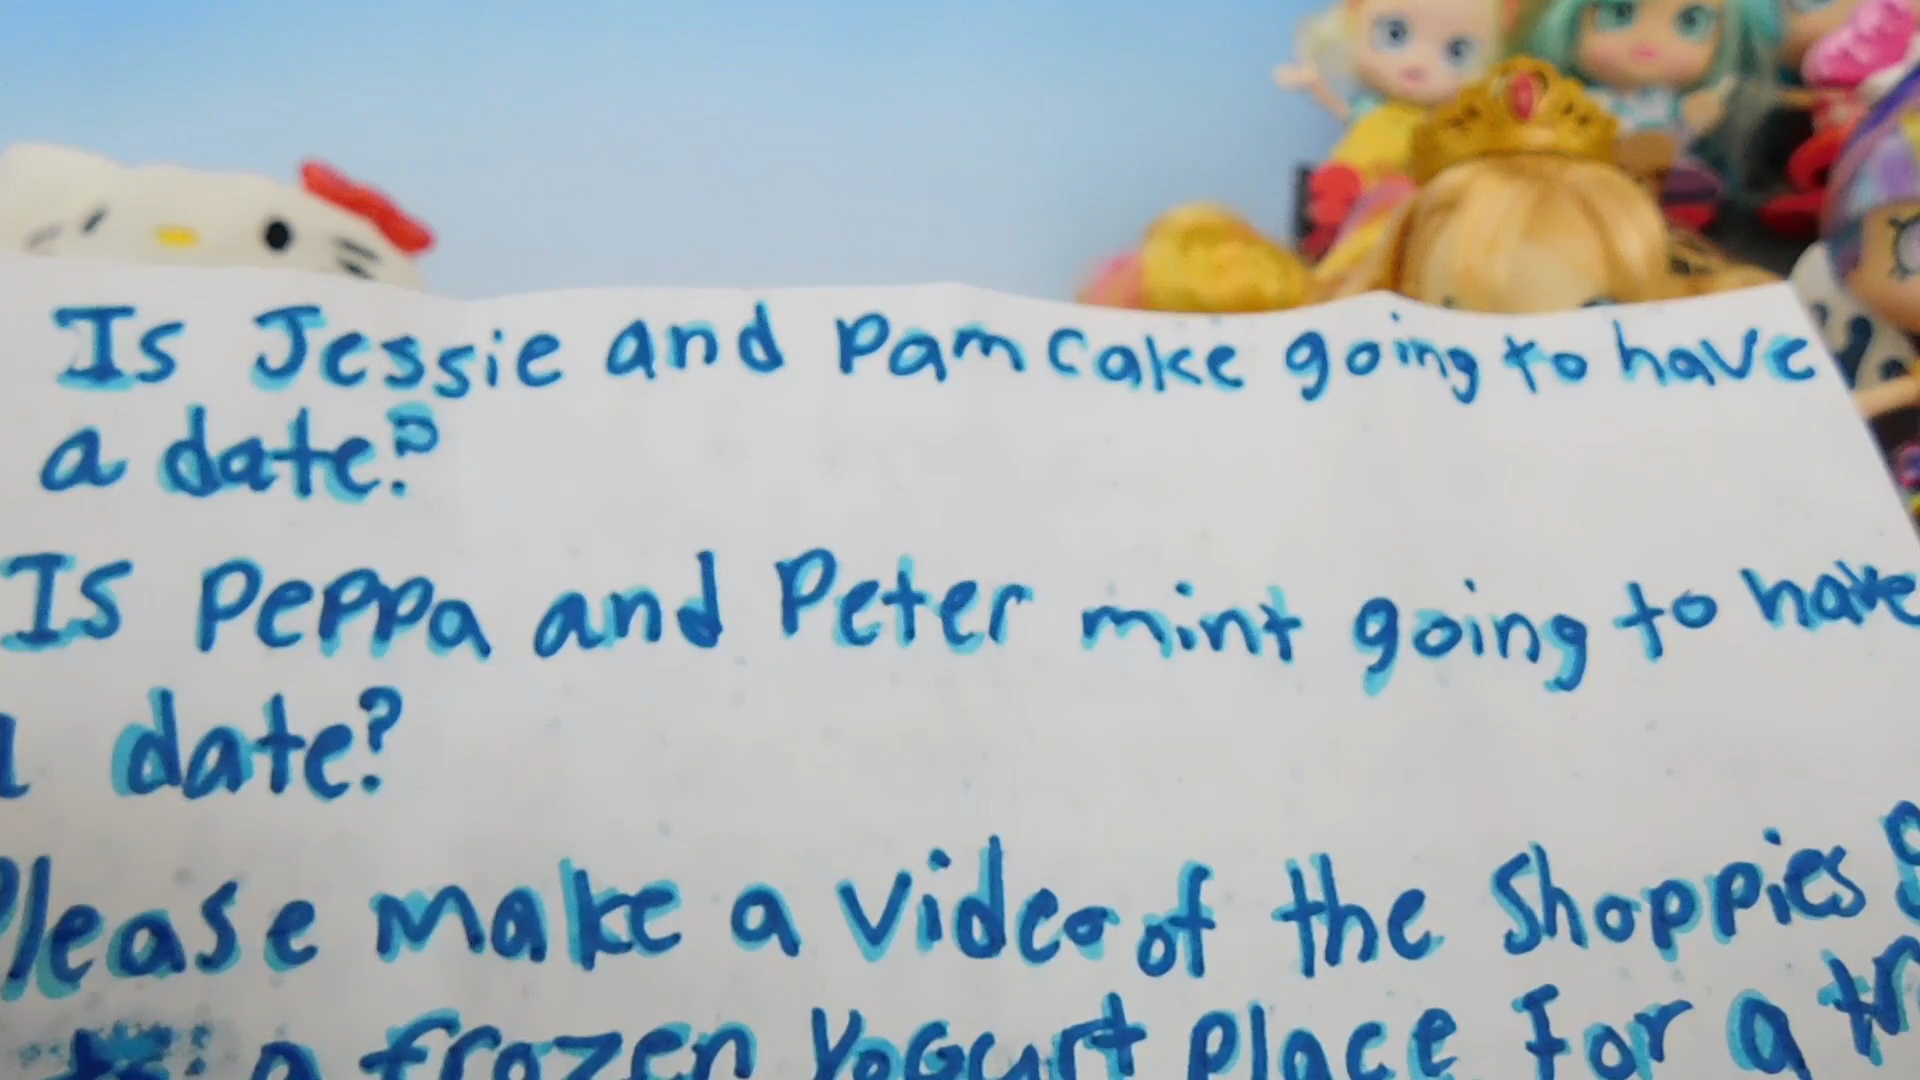 Is Jessie and Pam cake going to have
a date?
Is Peppa and Peter mint going to have
a date?
Please make a video of the Shoppies
a frozen Yogurt place for a